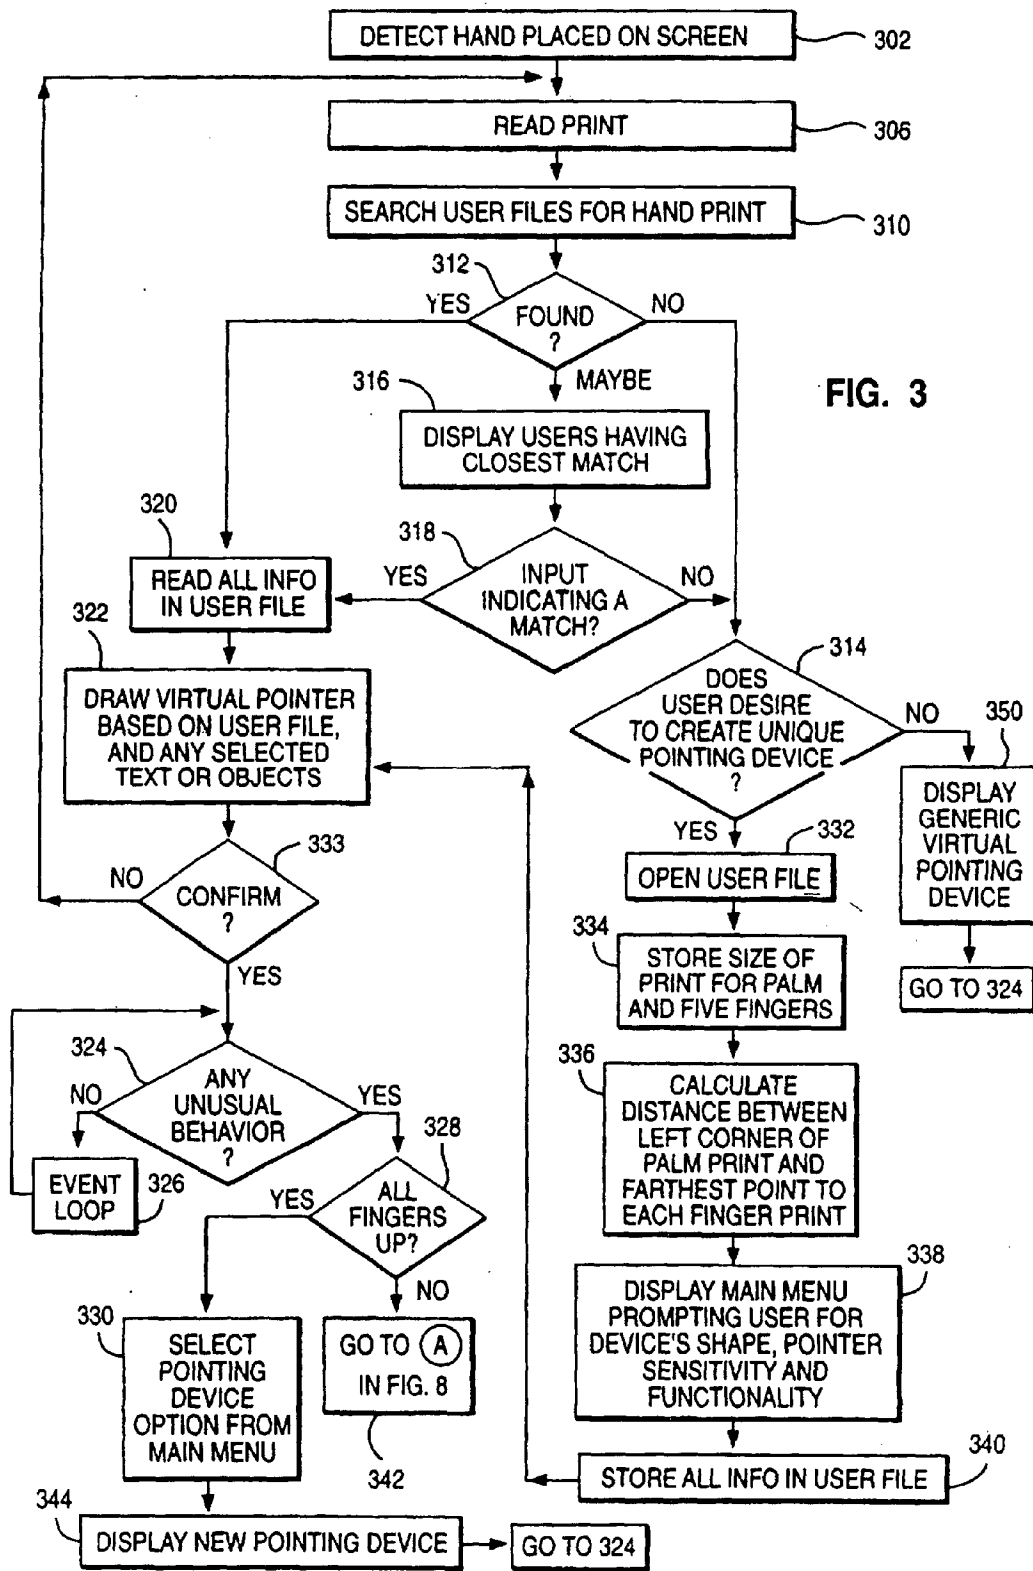 DETECT HAND PLACED ON SCREEN
302
READ PRINT
306
SEARCH USER FILES FOR HAND PRINT
310
312
YES
NO
FOUND
?
MAYBE
FIG. 3
316
DISPLAY USERS HAVING
CLOSEST MATCH
320
318
READ ALL INFO
IN USER FILE
YES
INPUT
INDICATING A
MATCH?
NO
322
DRAW VIRTUAL POINTER
BASED ON USER FILE,
AND ANY SELECTED
TEXT OR OBJECTS
314
DOES
USER DESIRE
TO CREATE UNIQUE
POINTING DEVICE
?
NO
350
DISPLAY
GENERIC
VIRTUAL
POINTING
DEVICE
GO TO 324
333
NO
CONFIRM
?
YES
YES
332
OPEN USER FILE
334
STORE SIZE OF
PRINT FOR PALM
AND FIVE FINGERS
324
NO
ANY
UNUSUAL
BEHAVIOR
?
YES
EVENT
LOOP
326
328
YES
ALL
FINGERS
UP?
NO
336
CALCULATE
DISTANCE BETWEEN
LEFT CORNER OF
PALM PRINT AND
FARTHEST POINT TO
EACH FINGER PRINT
338
DISPLAY MAIN MENU
PROMPTING USER FOR
DEVICE'S SHAPE, POINTER
SENSITIVITY AND
FUNCTIONALITY
330
SELECT
POINTING
DEVICE
OPTION FROM
MAIN MENU
GO TO A
IN FIG. 8
342
340
STORE ALL INFO IN USER FILE
344
DISPLAY NEW POINTING DEVICE
GO TO 324